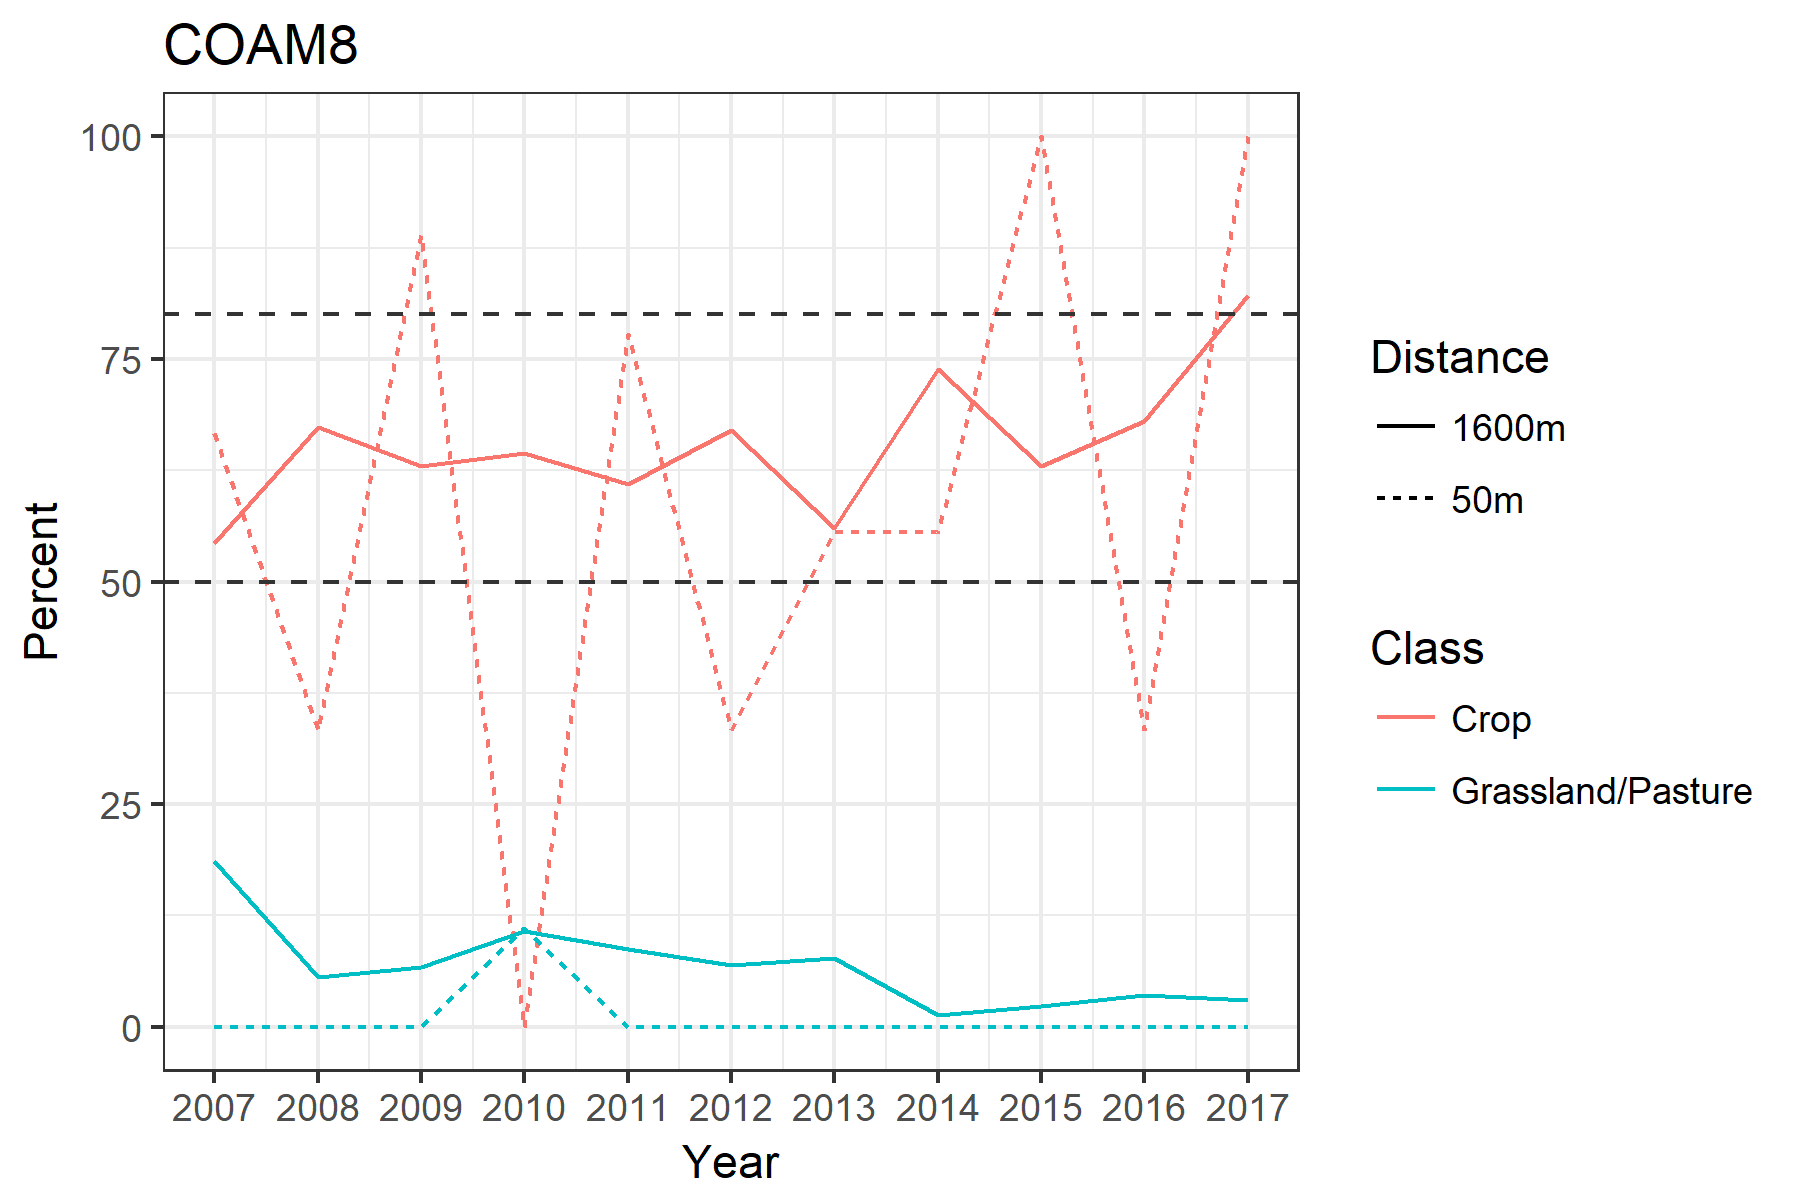 COAM8
100
75
50
25
0
Percent
2007 2008 2009 2010 2011 2012 2013 2014 2015 2016 2017
Year
Distance
1600m
50m
Class
Crop
Grassland/Pasture